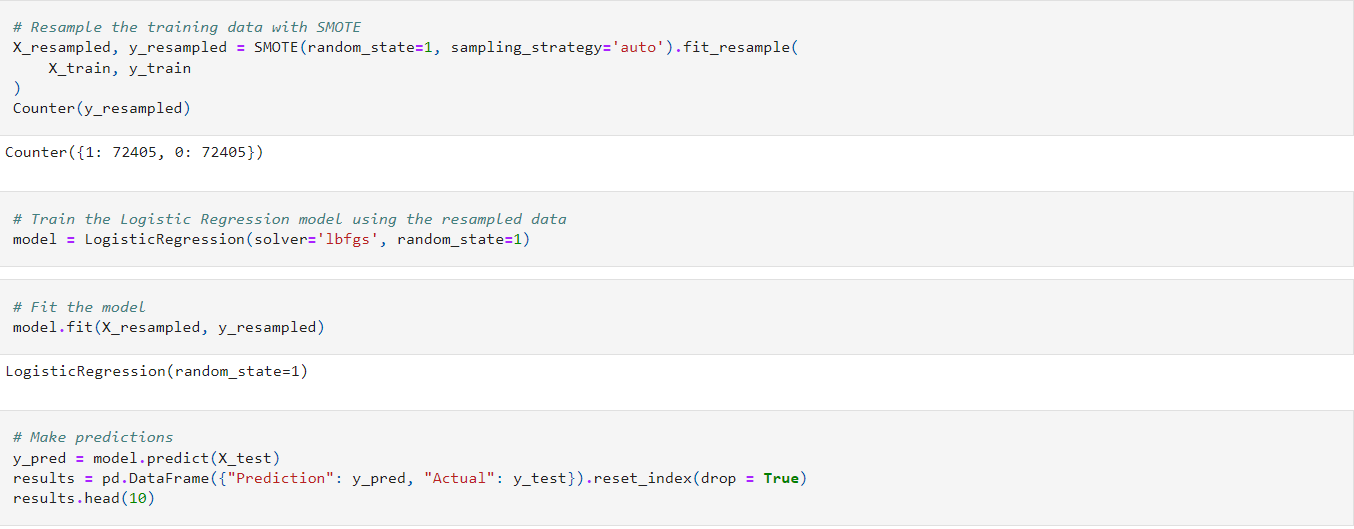 # Resample the training data with SMOTE
X_resampled, y_resampled = SMOTE(random_state=1, sampling_strategy='auto').fit_resample(
    X_train, y_train
)
Counter(y_resampled)
Counter({1: 72405, 0: 72405})
# Train the Logistic Regression model using the resampled data
model = LogisticRegression(solver='lbfgs', random_state=1)
# Fit the model
model.fit(X_resampled, y_resampled)
LogisticRegression(random_state=1)
# Make predictions
y_pred = model.predict(X_test)
results = pd.DataFrame({"Prediction": y_pred, "Actual": y_test}).reset_index(drop = True)
results.head(10)